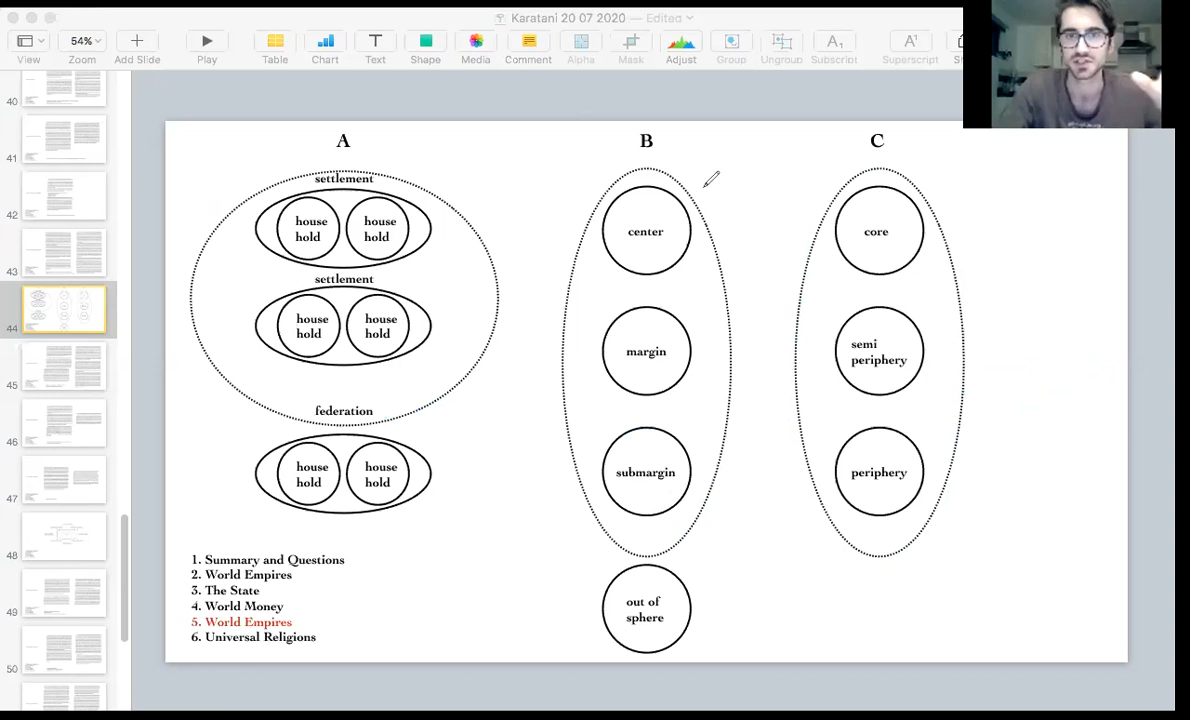 Karatani 20 07 2020 — Edited
54%
View
Zoom
Add Slide
Play
Table
Chart
Text
Shape
Media
Comment
Alpha
Mask
Adjust
Group
Ungroup
Subscript
Superscript
40
41
42
43
44
45
46
47
48
49
50
A
B
C
settlement
house
hold
house
hold
settlement
house
hold
house
hold
federation
house
hold
house
hold
center
margin
submargin
out of
sphere
core
semi
periphery
periphery
1. Summary and Questions
2. World Empires
3. The State
4. World Money
5. World Empires
6. Universal Religions